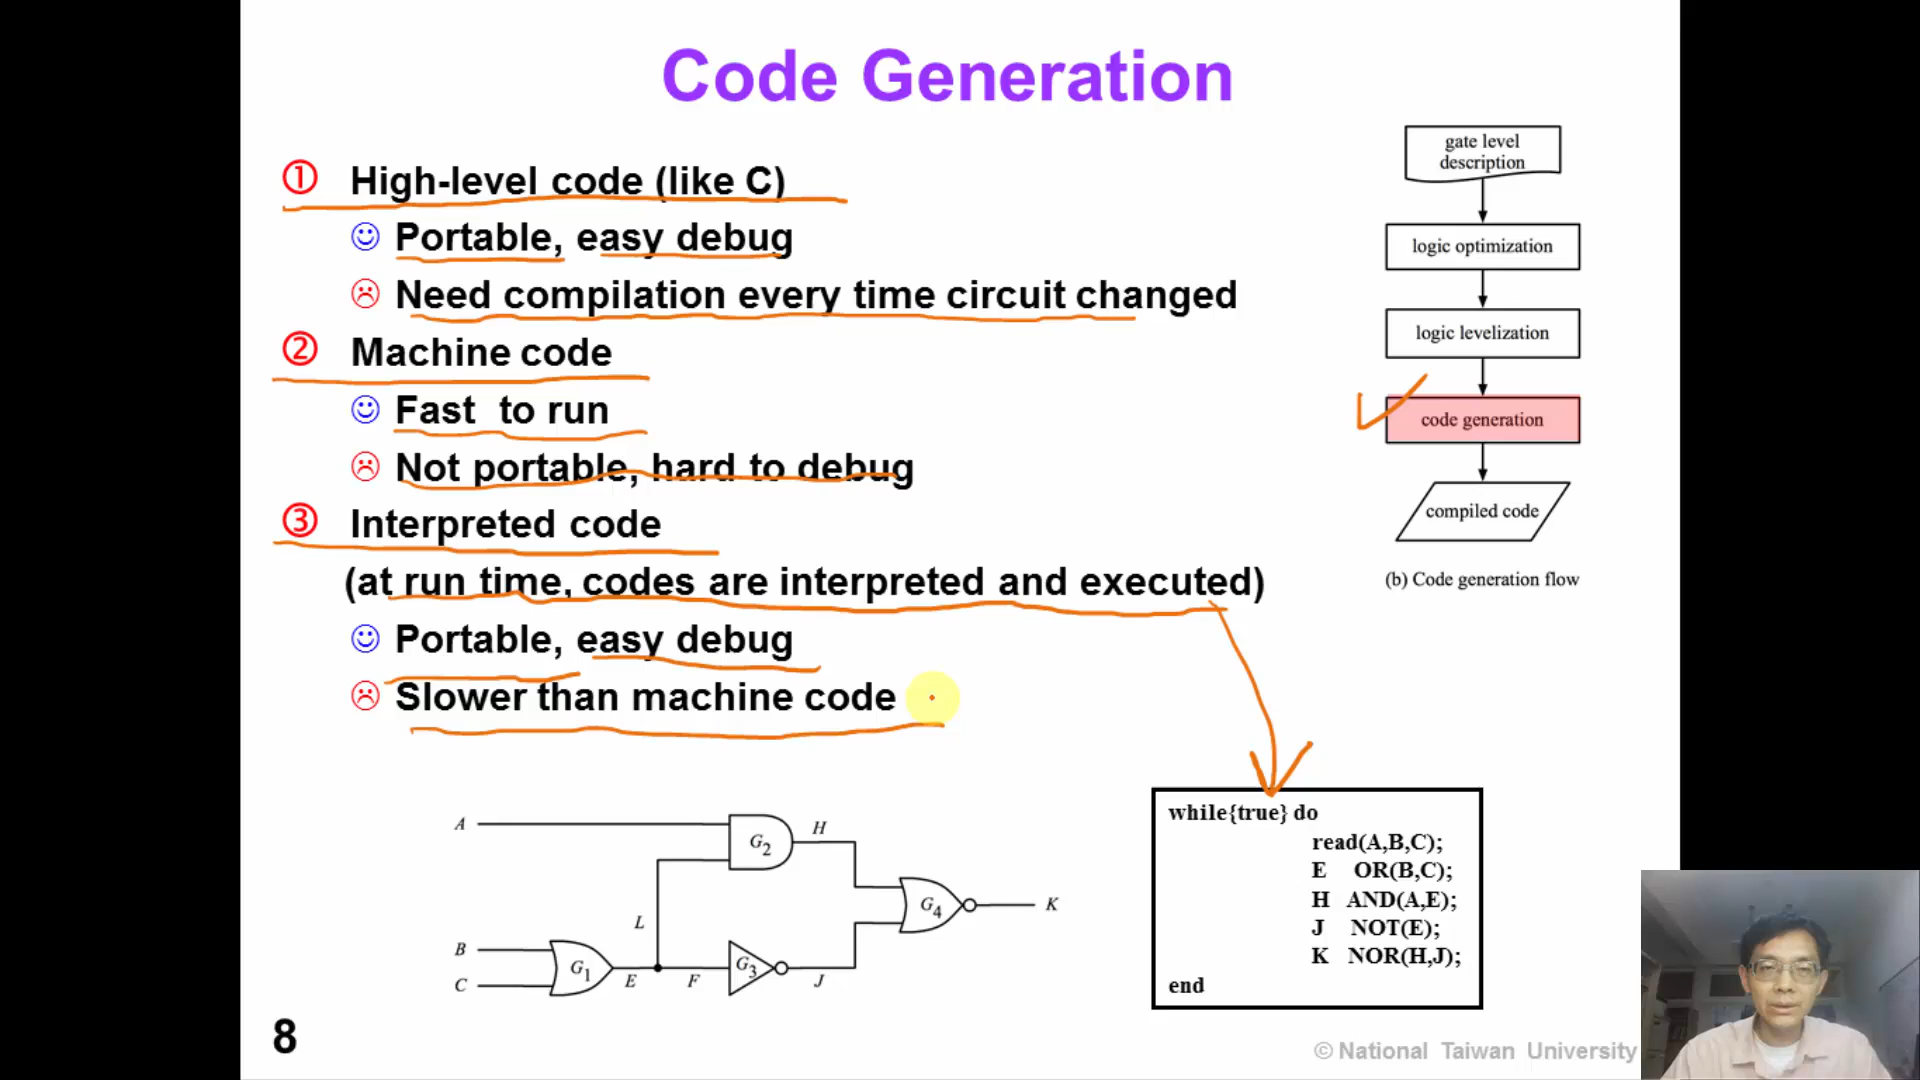 Code Generation
① High-level code (like C)
☺ Portable, easy debug
☹ Need compilation every time circuit changed
② Machine code
☺ Fast to run
☹ Not portable, hard to debug
③ Interpreted code
(at run time, codes are interpreted and executed)
☺ Portable, easy debug
☹ Slower than machine code
gate level
description
logic optimization
logic levelization
code generation
compiled code
(b) Code generation flow
A
G2
H
L
G4
K
B
C
G1
E
F
G3
J
while{true} do
read(A,B,C);
E OR(B,C);
H AND(A,E);
J NOT(E);
K NOR(H,J);
end
8
© National Taiwan University